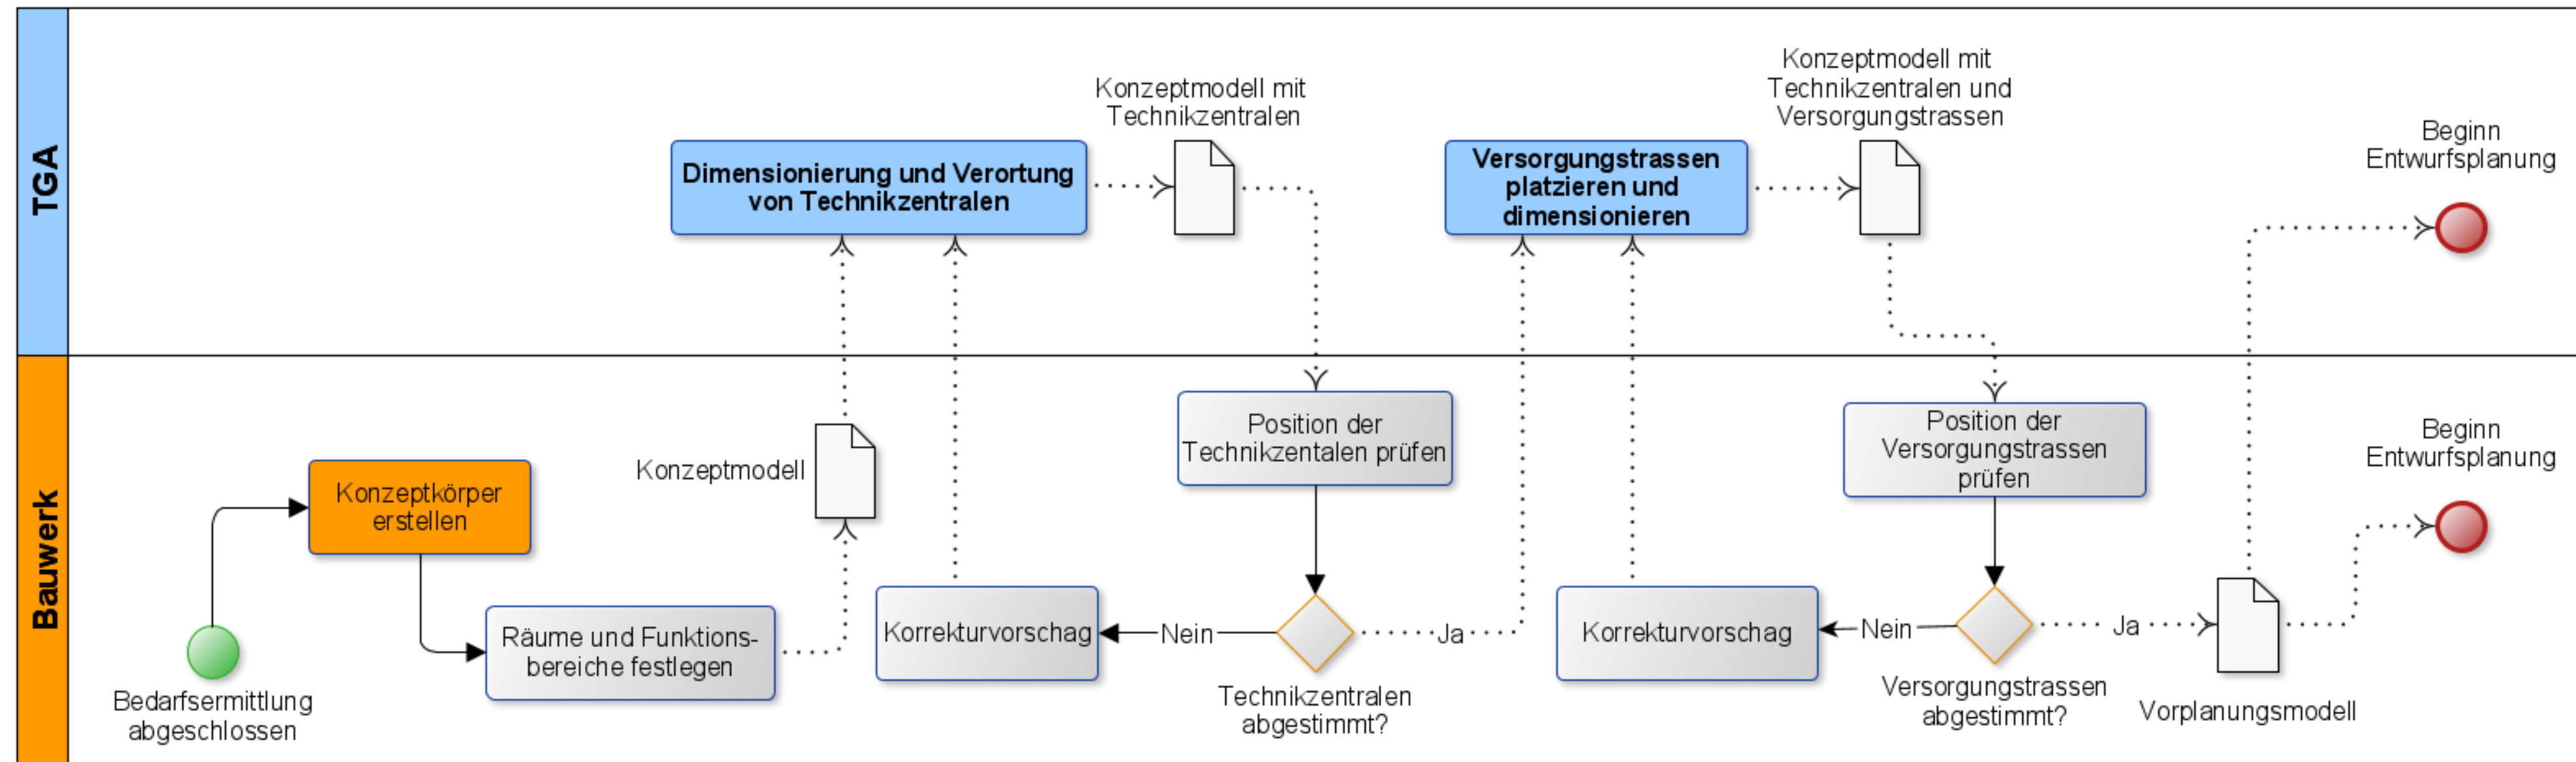 TGA
Konzeptmodell mit
Technikzentralen
Konzeptmodell mit
Technikzentralen und
Versorgungstrassen
Beginn
Entwurfsplanung
Dimensionierung und Verortung
von Technikzentralen
Versorgungstrassen
platzieren und
dimensionieren
Bauwerk
Bedarfsermittlung
abgeschlossen
Konzeptkörper
erstellen
Räume und Funktions-
bereiche festlegen
Konzeptmodell
Korrekturvorschag
Nein
Position der
Technikzentalen prüfen
Technikzentralen
abgestimmt?
Ja
Korrekturvorschag
Nein
Position der
Versorgungstrassen
prüfen
Versorgungstrassen
abgestimmt?
Ja
Vorplanungsmodell
Beginn
Entwurfsplanung